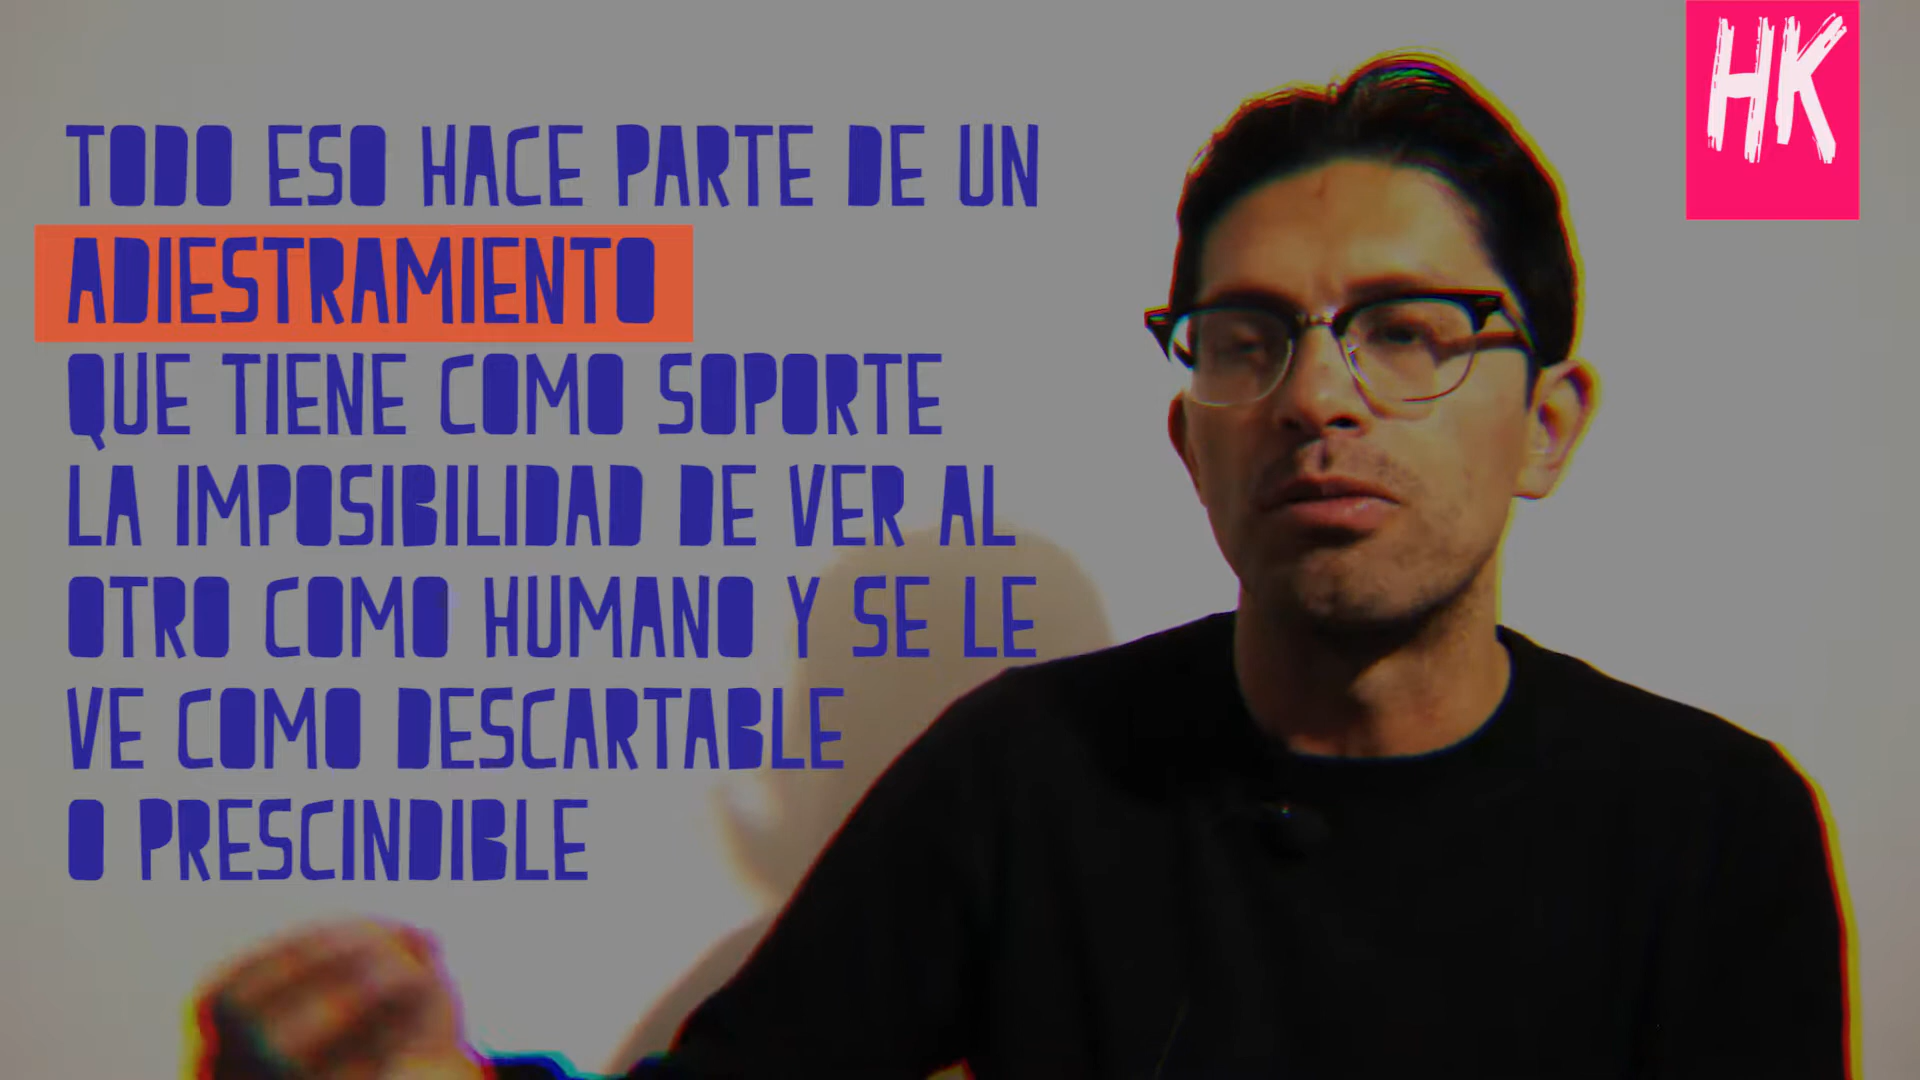 HK
TODO ESO HACE PARTE DE UN
ADIESTRAMIENTO
QUE TIENE COMO SOPORTE
LA IMPOSIBILIDAD DE VER AL
OTRO COMO HUMANO Y SE LE
VE COMO DESCARTABLE
O PRESCINDIBLE